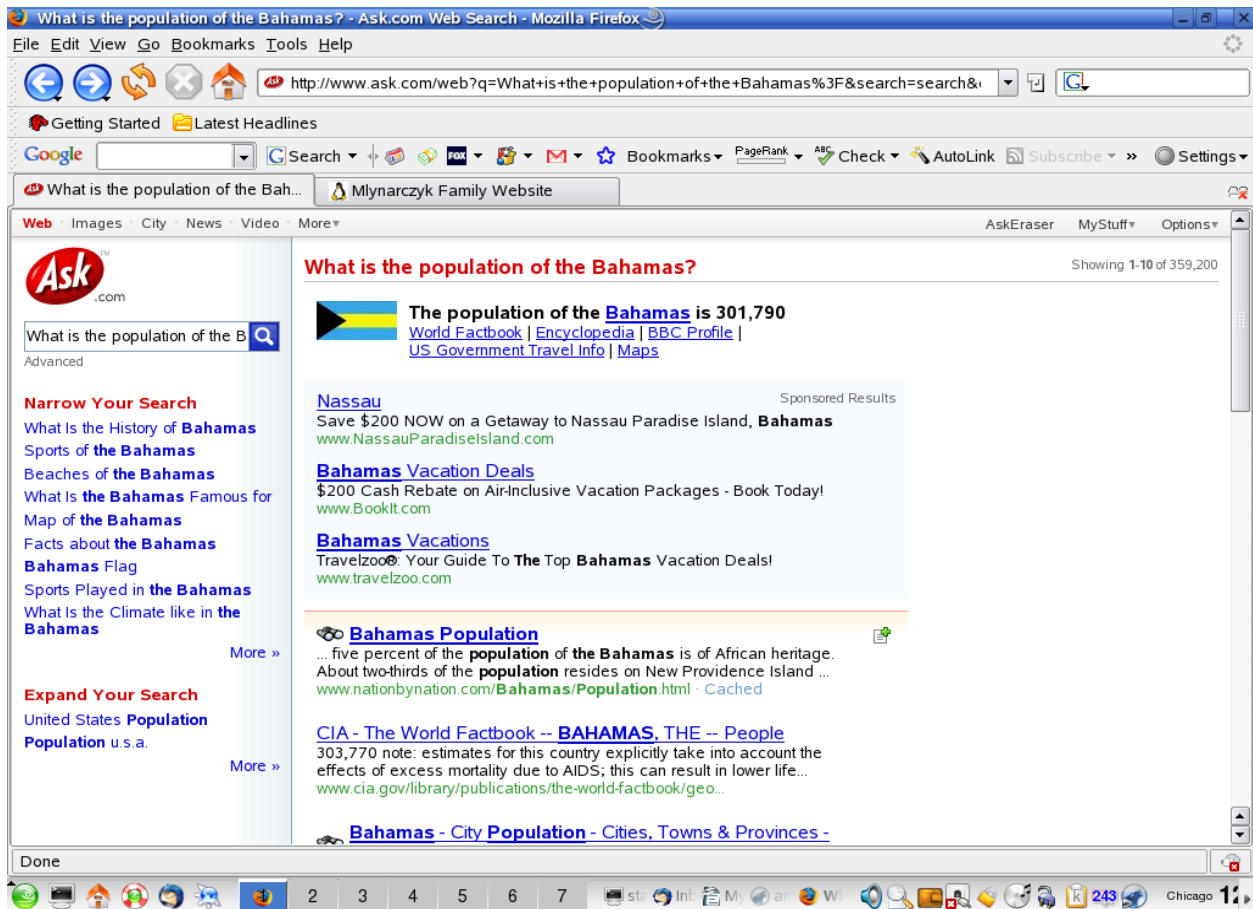 What is the population of the Bahamas? - Ask.com Web Search - Mozilla Firefox
File Edit View Go Bookmarks Tools Help
http://www.ask.com/web?q=What+is+the+population+of+the+Bahamas%3F&search=search&
G
Getting Started Latest Headlines
Google G Search FOX Bookmarks PageRank ABC Check AutoLink Subscribe » Settings
Ask What is the population of the Bah... Mlynarczyk Family Website
Web Images City News Video More AskEraser MyStuff Options
Ask.com TM
What is the population of the B
Advanced
Narrow Your Search
What Is the History of Bahamas
Sports of the Bahamas
Beaches of the Bahamas
What Is the Bahamas Famous for
Map of the Bahamas
Facts about the Bahamas
Bahamas Flag
Sports Played in the Bahamas
What Is the Climate like in the
Bahamas
More »
Expand Your Search
United States Population
Population u.s.a.
More »
What is the population of the Bahamas? Showing 1-10 of 359,200
The population of the Bahamas is 301,790
World Factbook | Encyclopedia | BBC Profile |
US Government Travel Info | Maps
Nassau Sponsored Results
Save $200 NOW on a Getaway to Nassau Paradise Island, Bahamas
www.NassauParadiseIsland.com
Bahamas Vacation Deals
$200 Cash Rebate on Air-Inclusive Vacation Packages - Book Today!
www.BookIt.com
Bahamas Vacations
Travelzoo®: Your Guide To The Top Bahamas Vacation Deals!
www.travelzoo.com
Bahamas Population
... five percent of the population of the Bahamas is of African heritage.
About two-thirds of the population resides on New Providence Island ...
www.nationbynation.com/Bahamas/Population.html · Cached
CIA - The World Factbook -- BAHAMAS, THE -- People
303,770 note: estimates for this country explicitly take into account the
effects of excess mortality due to AIDS; this can result in lower life...
www.cia.gov/library/publications/the-world-factbook/geo...
Bahamas - City Population - Cities, Towns & Provinces -
Done
1 2 3 4 5 6 7 sta Inb My am Wi k 243 Chicago